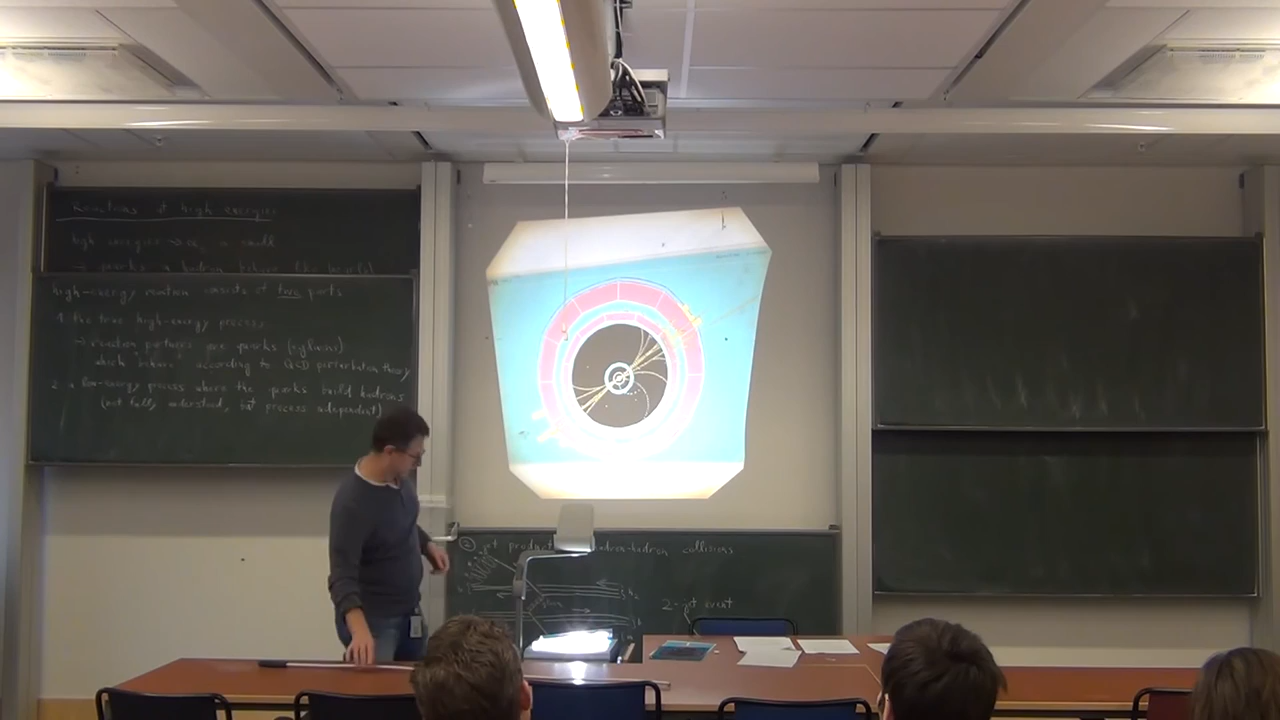 Reactions at high energies
high energies → αs is small
→ quarks in hadron behave like
high-energy reaction consists of two parts
1. the true high-energy process
→ reaction partners are quarks (or gluons)
which "behave" according to QCD perturbation theory
2. a low-energy process where the quarks build hadrons
(not fully understood, but process independent)
② jet product hadron-hadron collisions
2-jet event